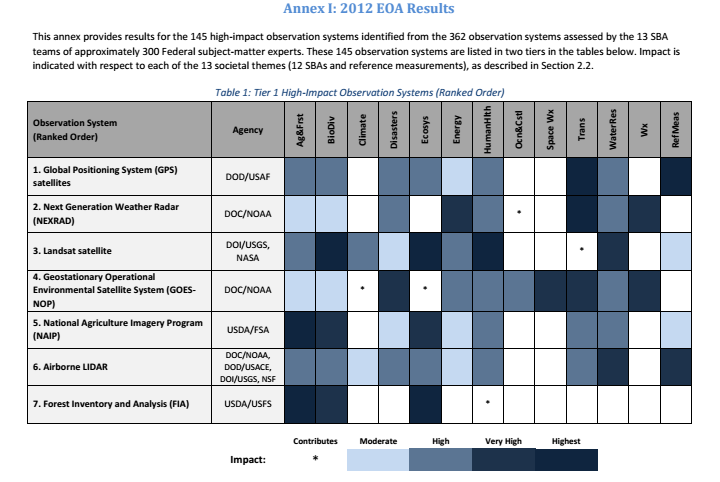 Annex I: 2012 EOA Results
This annex provides results for the 145 high-impact observation systems identified from the 362 observation systems assessed by the 13 SBA
teams of approximately 300 Federal subject-matter experts. These 145 observation systems are listed in two tiers in the tables below. Impact is
indicated with respect to each of the 13 societal themes (12 SBAs and reference measurements), as described in Section 2.2.
Table 1: Tier 1 High-Impact Observation Systems (Ranked Order)
Observation System
(Ranked Order)
Agency
Ag&Frst
BioDiv
Climate
Disasters
Ecosys
Energy
HumanHlth
Ocn&Cstl
Space Wx
Trans
WaterRes
Wx
RefMeas
1. Global Positioning System (GPS)
satellites
DOD/USAF
2. Next Generation Weather Radar
(NEXRAD)
DOC/NOAA
*
3. Landsat satellite
DOI/USGS,
NASA
*
4. Geostationary Operational
Environmental Satellite System (GOES-
NOP)
DOC/NOAA
* *
5. National Agriculture Imagery Program
(NAIP)
USDA/FSA
6. Airborne LIDAR
DOC/NOAA,
DOD/USACE,
DOI/USGS, NSF
7. Forest Inventory and Analysis (FIA)
USDA/USFS
*
Contributes Moderate High Very High Highest
Impact: *